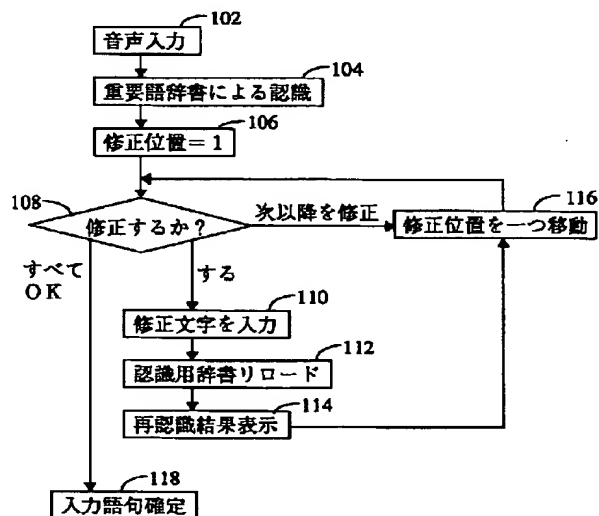 102
音声入力
104
重要語辞書による認識
106
修正位置=1
108
修正するか?
次以降を修正
116
修正位置を一つ移動
すべて
OK
する
110
修正文字を入力
112
認識用辞書リロード
114
再認識結果表示
118
入力語句確定